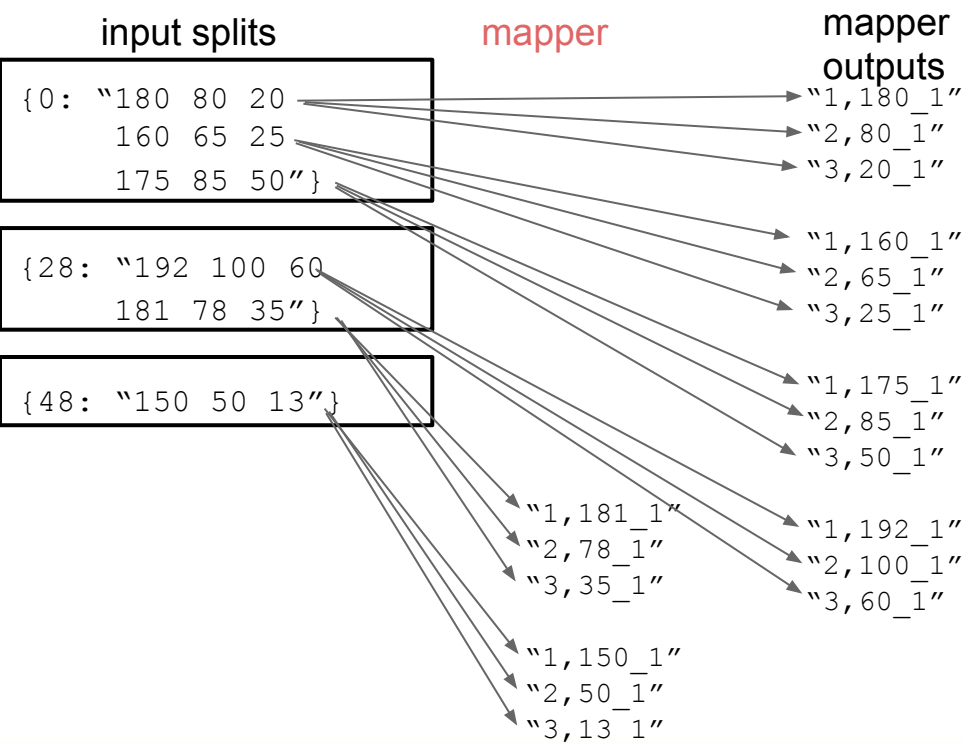 input splits
mapper
mapper
outputs
{0: “180 80 20
160 65 25
175 85 50”}
{28: “192 100 60
181 78 35”}
{48: “150 50 13”}
“1,180_1”
“2,80_1”
“3,20_1”
“1,160_1”
“2,65_1”
“3,25_1”
“1,175_1”
“2,85_1”
“3,50_1”
“1,192_1”
“2,100_1”
“3,60_1”
“1,181_1”
“2,78_1”
“3,35_1”
“1,150_1”
“2,50_1”
“3,13 1”